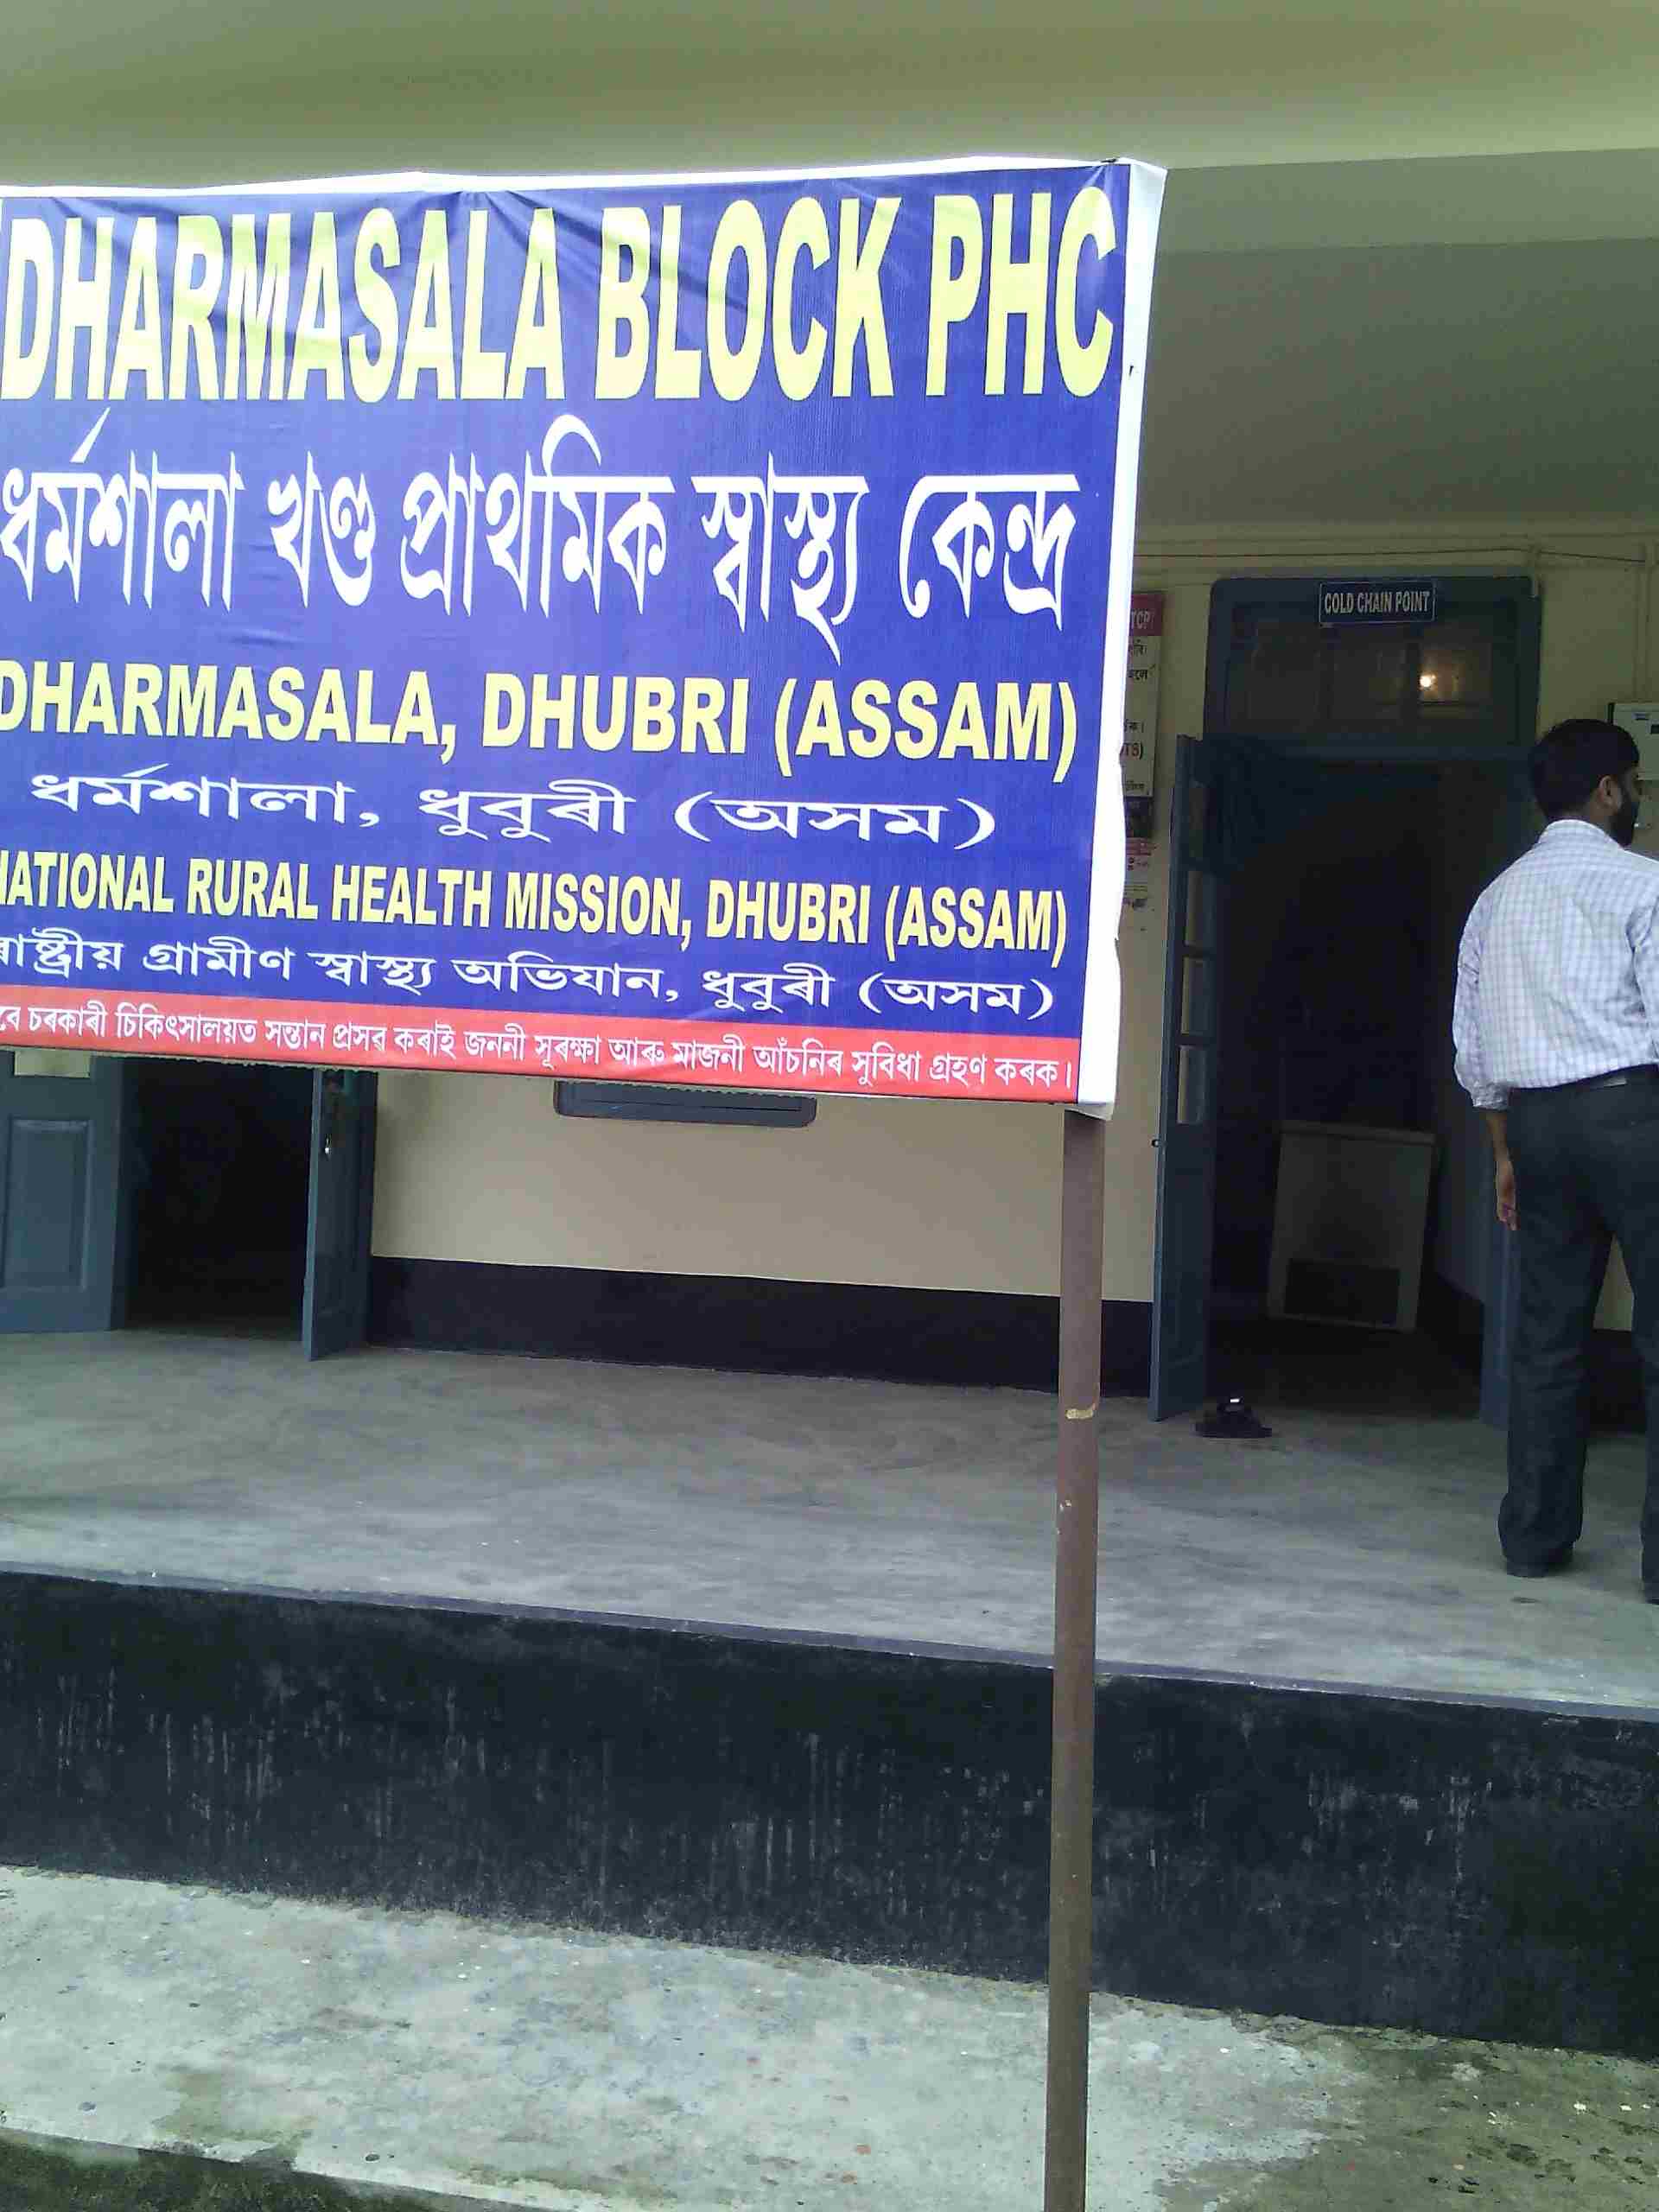 DHARMASALA BLOCK PHC
ধৰ্মশালা খণ্ড প্ৰাথমিক স্বাস্থ্য কেন্দ্ৰ
DHARMASALA, DHUBRI (ASSAM)
ধৰ্মশালা, ধুবুৰী (অসম)
NATIONAL RURAL HEALTH MISSION, DHUBRI (ASSAM)
ৰাষ্ট্ৰীয় গ্ৰামীণ স্বাস্থ্য অভিযান, ধুবুৰী (অসম)
চৰকাৰী চিকিৎসালয়ত সন্তান প্ৰসৱ কৰাই জননী সূৰক্ষা আৰু মাজনী আঁচনিৰ সুবিধা গ্ৰহণ কৰক।
COLD CHAIN POINT